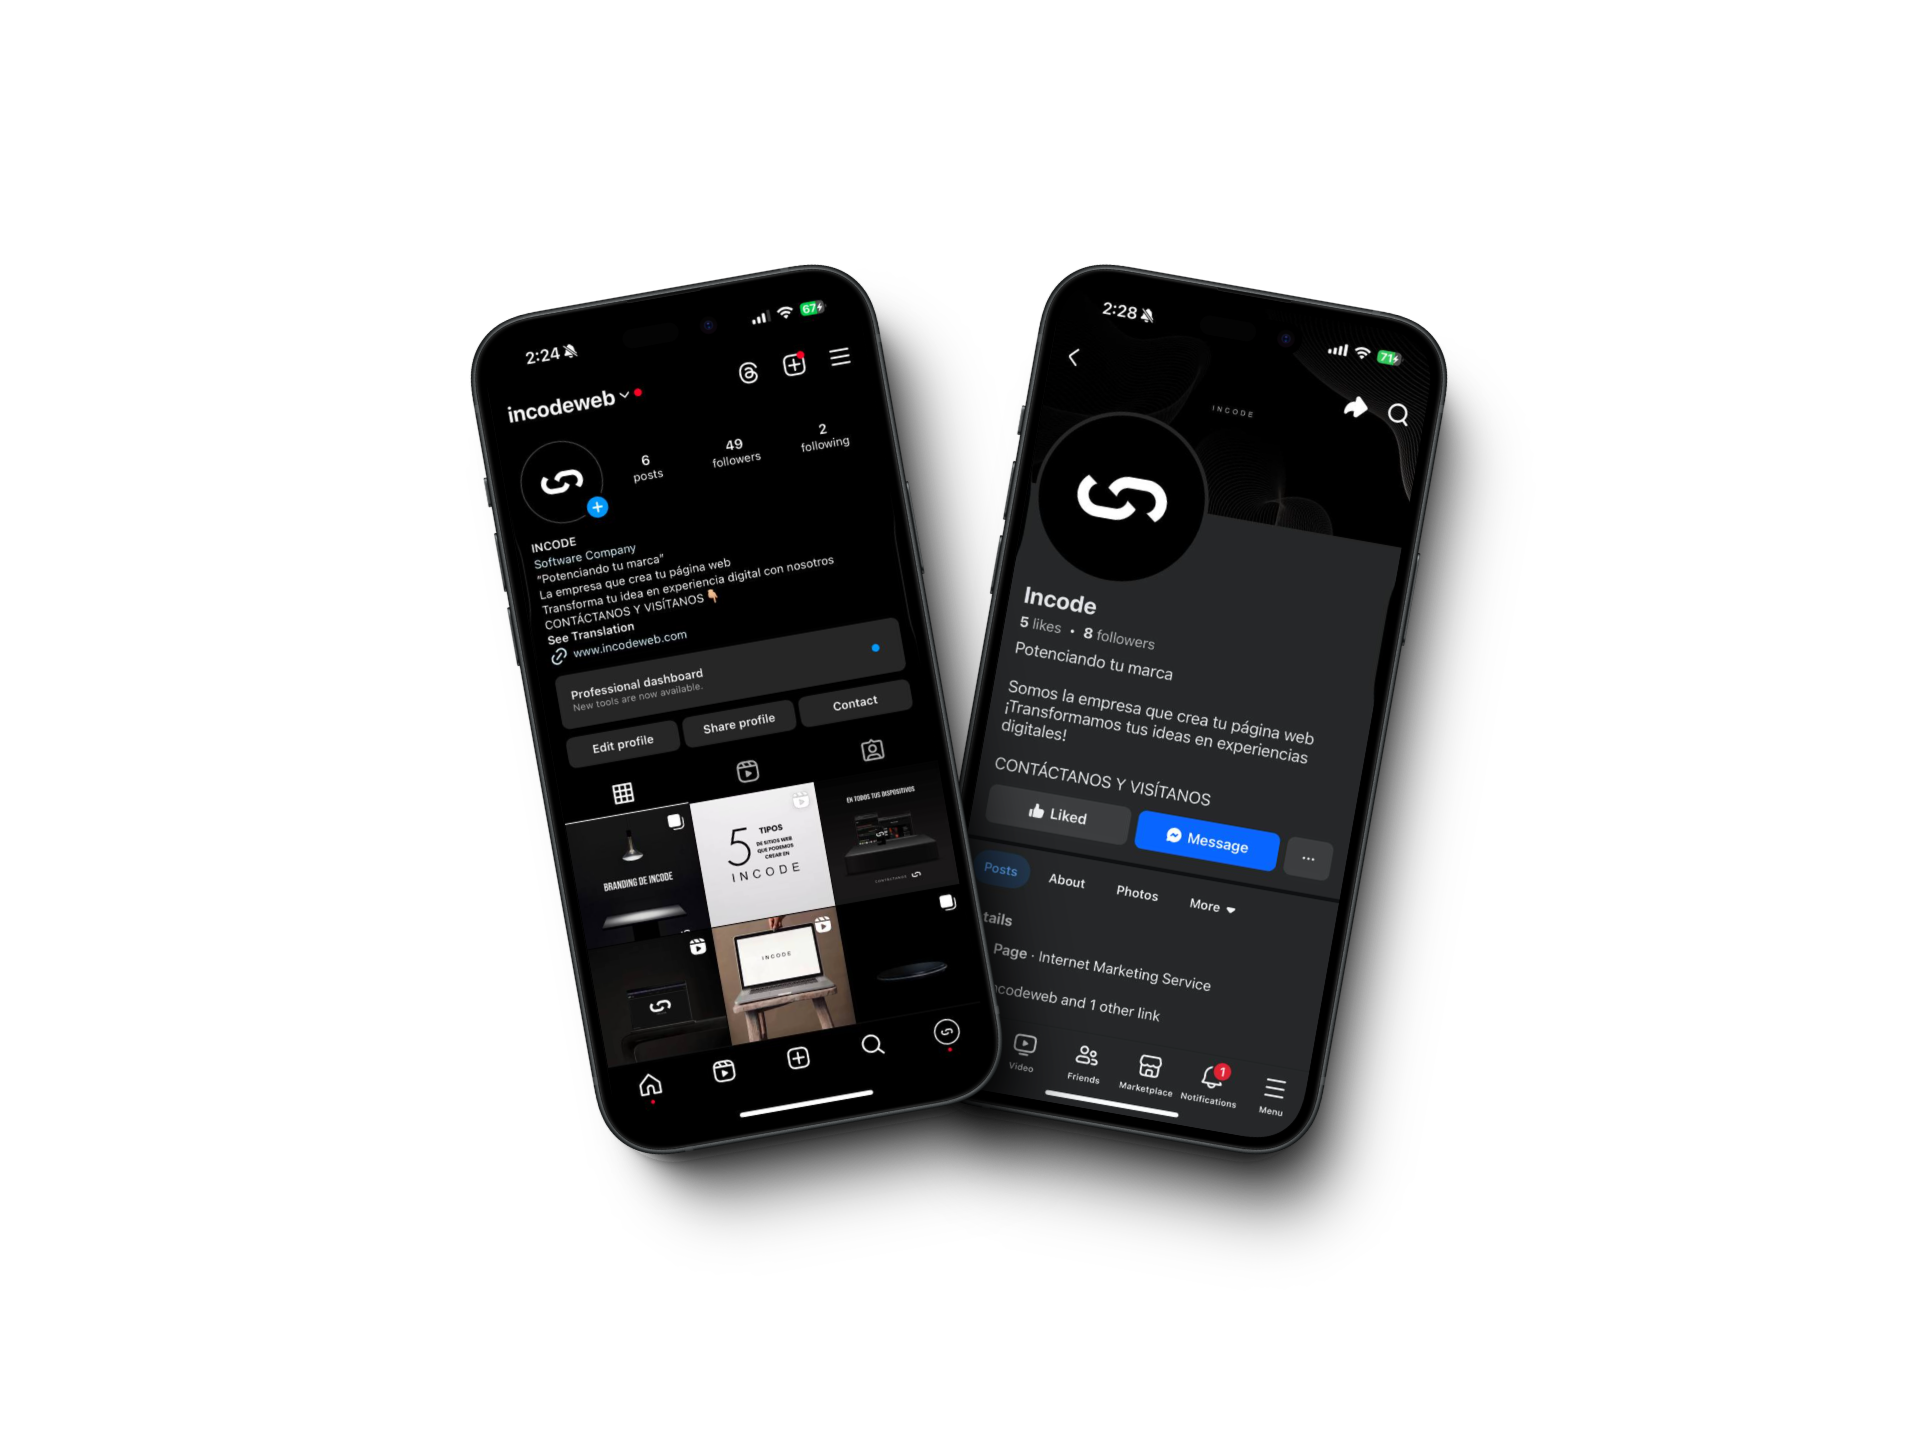 2:24
67
incodeweb
6
posts
49
followers
2
following
INCODE
Software Company
"Potenciando tu marca"
La empresa que crea tu página web
Transforma tu idea en experiencia digital con nosotros
CONTÁCTANOS Y VISÍTANOS👇🏼
See Translation
www.incodeweb.com
Professional dashboard
New tools are now available.
Edit profile
Share profile
Contact
BRANDING DE INCODE
5
TIPOS
DE SITIOS WEB
QUE PODEMOS
CREAR EN
INCODE
EN TODOS TUS DISPOSITIVOS
CONTÁCTANOS
INCODE
2:28
71
INCODE
Incode
5 likes • 8 followers
Potenciando tu marca
Somos la empresa que crea tu página web
¡Transformamos tus ideas en experiencias
digitales!
CONTÁCTANOS Y VISÍTANOS
Liked
Message
Posts
About
Photos
More
tails
Page · Internet Marketing Service
ncodeweb and 1 other link
Video
Friends
Marketplace
1
Notifications
Menu